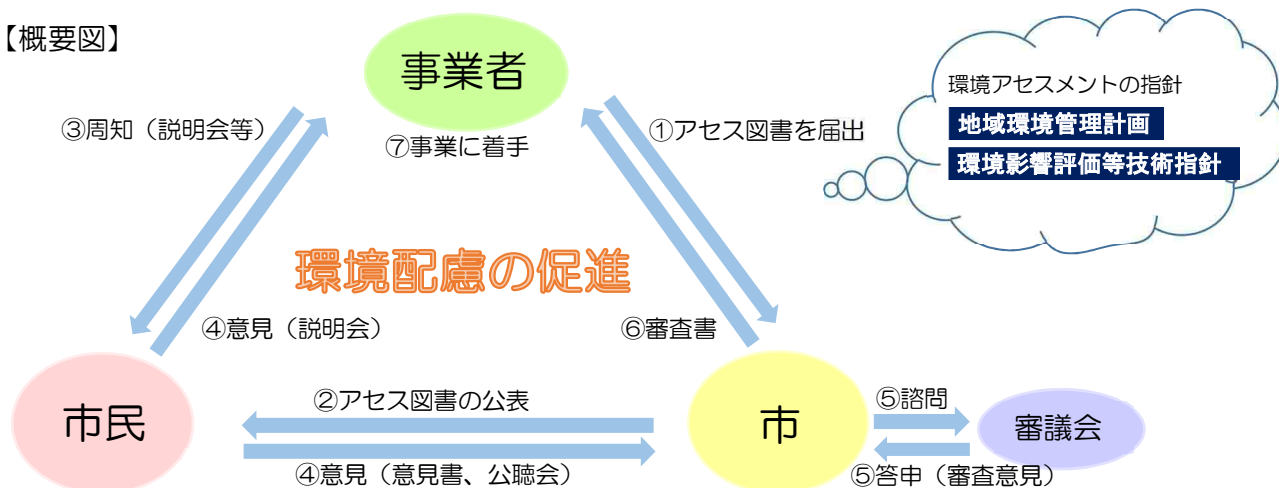 【概要図】
事業者
環境アセスメントの指針
地域環境管理計画
環境影響評価等技術指針
③周知（説明会等）
⑦事業に着手
①アセス図書を届出
環境配慮の促進
④意見（説明会）
⑥審査書
市民
②アセス図書の公表
市
⑤諮問
審議会
④意見（意見書、公聴会）
⑤答申（審査意見）